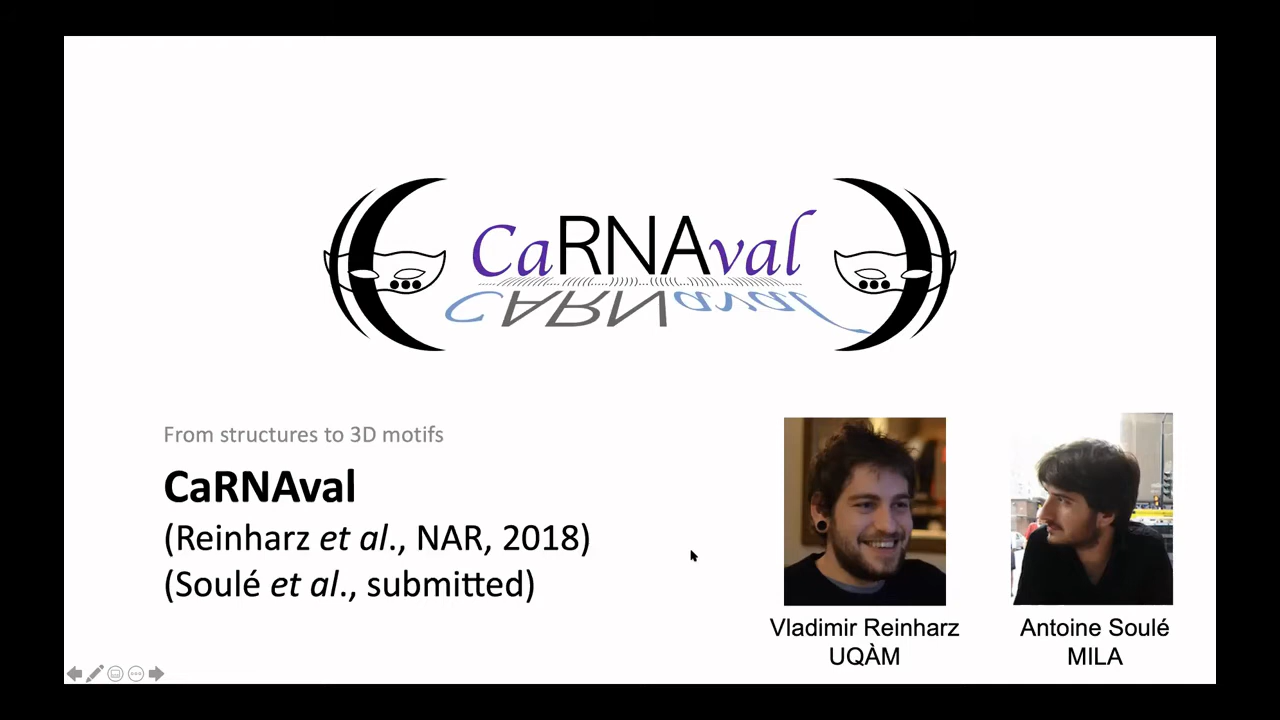 CaRNAval
CaRNAval
From structures to 3D motifs
CaRNAval
(Reinharz et al., NAR, 2018)
(Soulé et al., submitted)
Vladimir Reinharz
UQÀM
Antoine Soulé
MILA